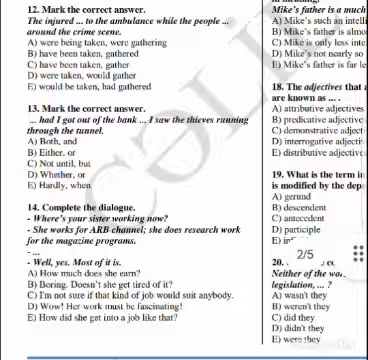 12. Mark the correct answer.
The injured ... to the ambulance while the people ...
around the crime scene.
A) were being taken, were gathering
B) have been taken, gathered
C) have been taken, gather
D) were taken, would gather
E) would be taken, had gathered
13. Mark the correct answer.
... had I got out of the bank ... I saw the thieves running
through the tunnel.
A) Both, and
B) Either, or
C) Not until, but
D) Whether, or
E) Hardly, when
14. Complete the dialogue.
- Where's your sister working now?
- She works for ARB channel; she does research work
for the magazine programs.
- ...
- Well, yes. Most of it is.
A) How much does she earn?
B) Boring. Doesn't she get tired of it?
C) I'm not sure if that kind of job would suit anybody.
D) Wow! Her work must be fascinating!
E) How did she get into a job like that?
Mike's father is a much
A) Mike's such an intelli
B) Mike's father is almo
C) Mike is only less inte
D) Mike's not nearly so
E) Mike's father is far le
18. The adjectives that
are known as ... .
A) attributive adjectives
B) predicative adjective
C) demonstrative adject
D) interrogative adjecti
E) distributive adjective
19. What is the term i
is modified by the dep
A) gerund
B) descendent
C) antecedent
D) participle
E) in
2/5
20.
Neither of the
legislation, ... ?
A) wasn't they
B) weren't they
C) did they
D) didn't they
E) were they